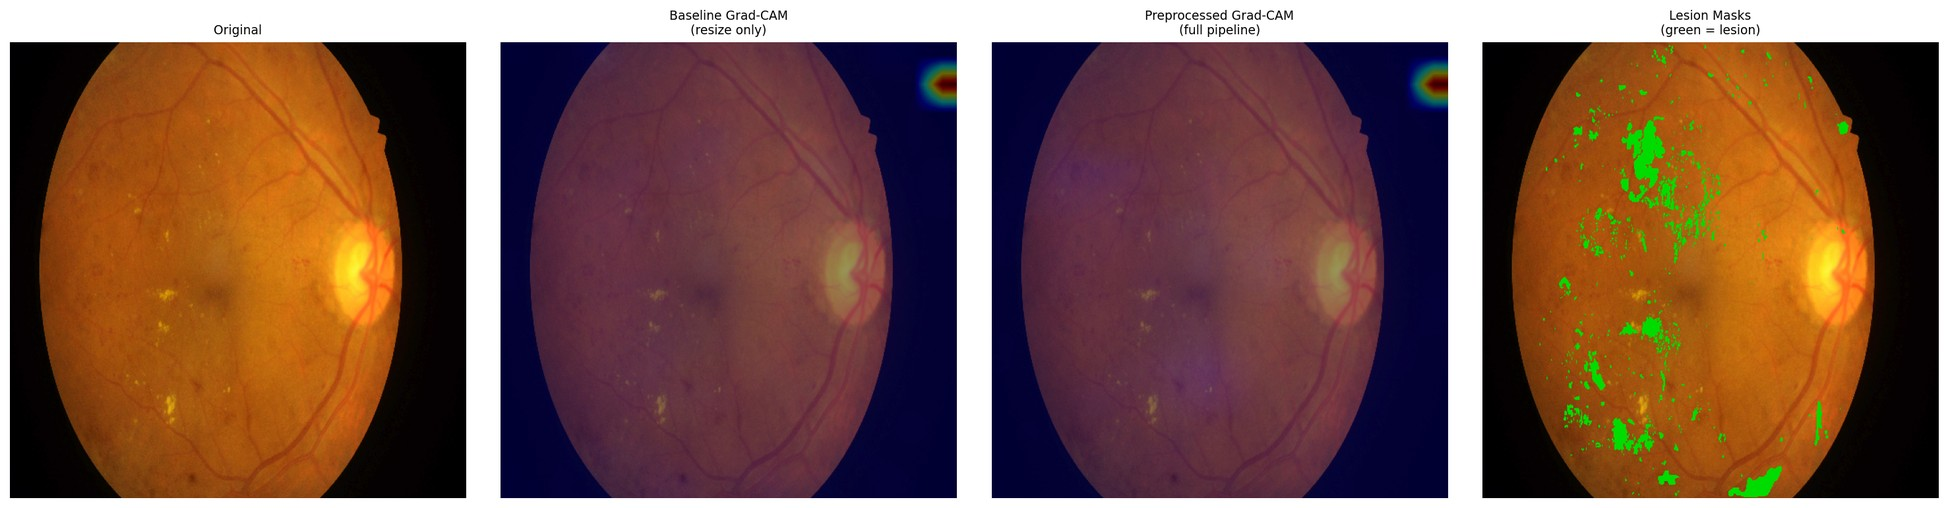 Original
Baseline Grad-CAM
(resize only)
Preprocessed Grad-CAM
(full pipeline)
Lesion Masks
(green = lesion)